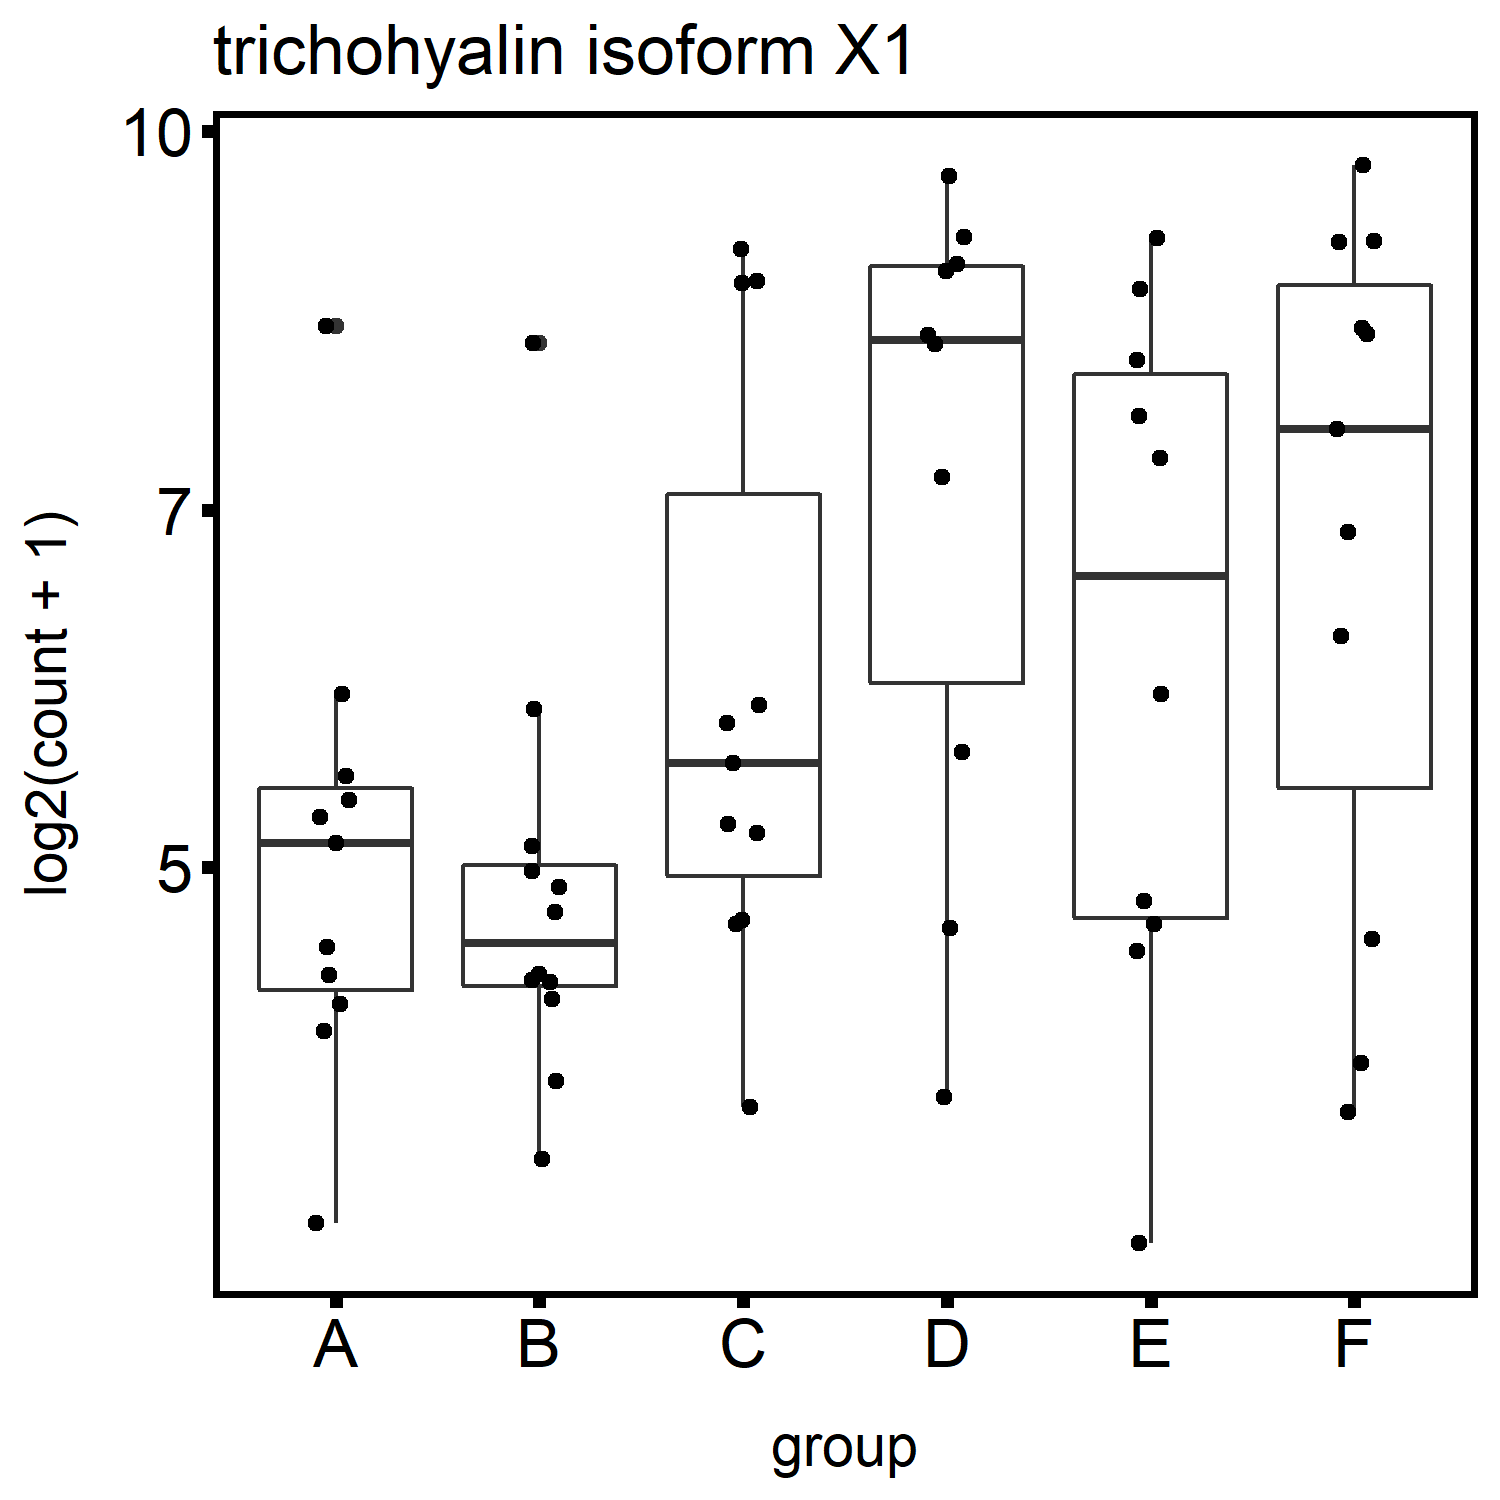 trichohyalin isoform X1
10
7
5
log2(count + 1)
A B C D E F
group